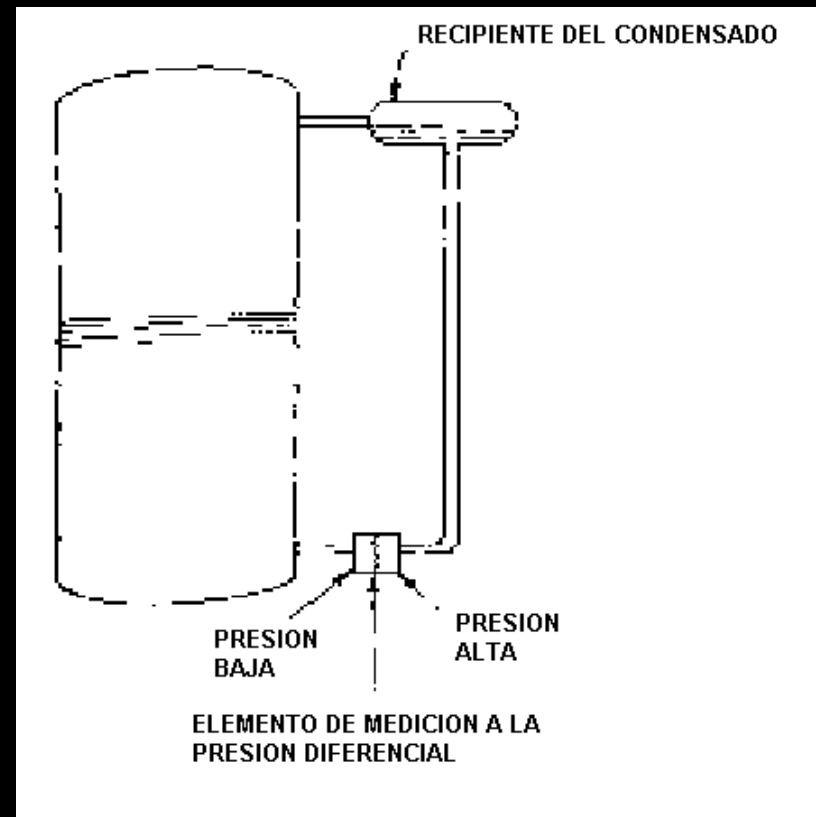 RECIPIENTE DEL CONDENSADO
PRESION
BAJA
PRESION
ALTA
ELEMENTO DE MEDICION A LA
PRESION DIFERENCIAL